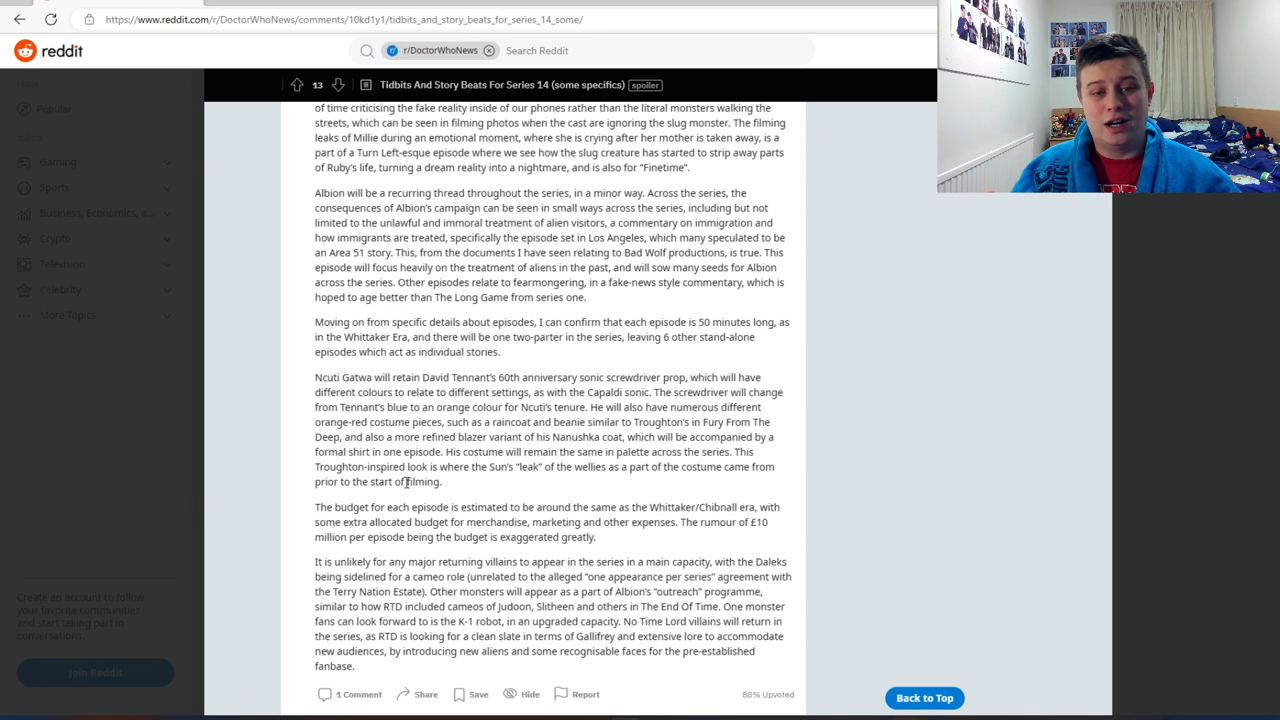 https://www.reddit.com/r/DoctorWhoNews/comments/10kd1y1/tidbits_and_story_beats_for_series_14_some/
reddit
r/DoctorWhoNews
Search Reddit
13
Tidbits And Story Beats For Series 14 (some specifics)
spoiler
Popular
Gaming
Sports
Business, Economics, a...
Crypto
Television
Celebrity
More Topics
Create an account to follow
your favorite communities
and start taking part in
conversations.
Join Reddit
of time criticising the fake reality inside of our phones rather than the literal monsters walking the
streets, which can be seen in filming photos when the cast are ignoring the slug monster. The filming
leaks of Millie during an emotional moment, where she is crying after her mother is taken away, is a
part of a Turn Left-esque episode where we see how the slug creature has started to strip away parts
of Ruby's life, turning a dream reality into a nightmare, and is also for “Finetime”.
Albion will be a recurring thread throughout the series, in a minor way. Across the series, the
consequences of Albion's campaign can be seen in small ways across the series, including but not
limited to the unlawful and immoral treatment of alien visitors, a commentary on immigration and
how immigrants are treated, specifically the episode set in Los Angeles, which many speculated to be
an Area 51 story. This, from the documents I have seen relating to Bad Wolf productions, is true. This
episode will focus heavily on the treatment of aliens in the past, and will sow many seeds for Albion
across the series. Other episodes relate to fearmongering, in a fake-news style commentary, which is
hoped to age better than The Long Game from series one.
Moving on from specific details about episodes, I can confirm that each episode is 50 minutes long, as
in the Whittaker Era, and there will be one two-parter in the series, leaving 6 other stand-alone
episodes which act as individual stories.
Ncuti Gatwa will retain David Tennant's 60th anniversary sonic screwdriver prop, which will have
different colours to relate to different settings, as with the Capaldi sonic. The screwdriver will change
from Tennant's blue to an orange colour for Ncuti's tenure. He will also have numerous different
orange-red costume pieces, such as a raincoat and beanie similar to Troughton's in Fury From The
Deep, and also a more refined blazer variant of his Nanushka coat, which will be accompanied by a
formal shirt in one episode. His costume will remain the same in palette across the series. This
Troughton-inspired look is where the Sun's “leak” of the wellies as a part of the costume came from
prior to the start of filming.
The budget for each episode is estimated to be around the same as the Whittaker/Chibnall era, with
some extra allocated budget for merchandise, marketing and other expenses. The rumour of £10
million per episode being the budget is exaggerated greatly.
It is unlikely for any major returning villains to appear in the series in a main capacity, with the Daleks
being sidelined for a cameo role (unrelated to the alleged “one appearance per series” agreement with
the Terry Nation Estate). Other monsters will appear as a part of Albion's “outreach” programme,
similar to how RTD included cameos of Judoon, Slitheen and others in The End Of Time. One monster
fans can look forward to is the K-1 robot, in an upgraded capacity. No Time Lord villains will return in
the series, as RTD is looking for a clean slate in terms of Gallifrey and extensive lore to accommodate
new audiences, by introducing new aliens and some recognisable faces for the pre-established
fanbase.
1 Comment
Share
Save
Hide
Report
88% Upvoted
Back to Top